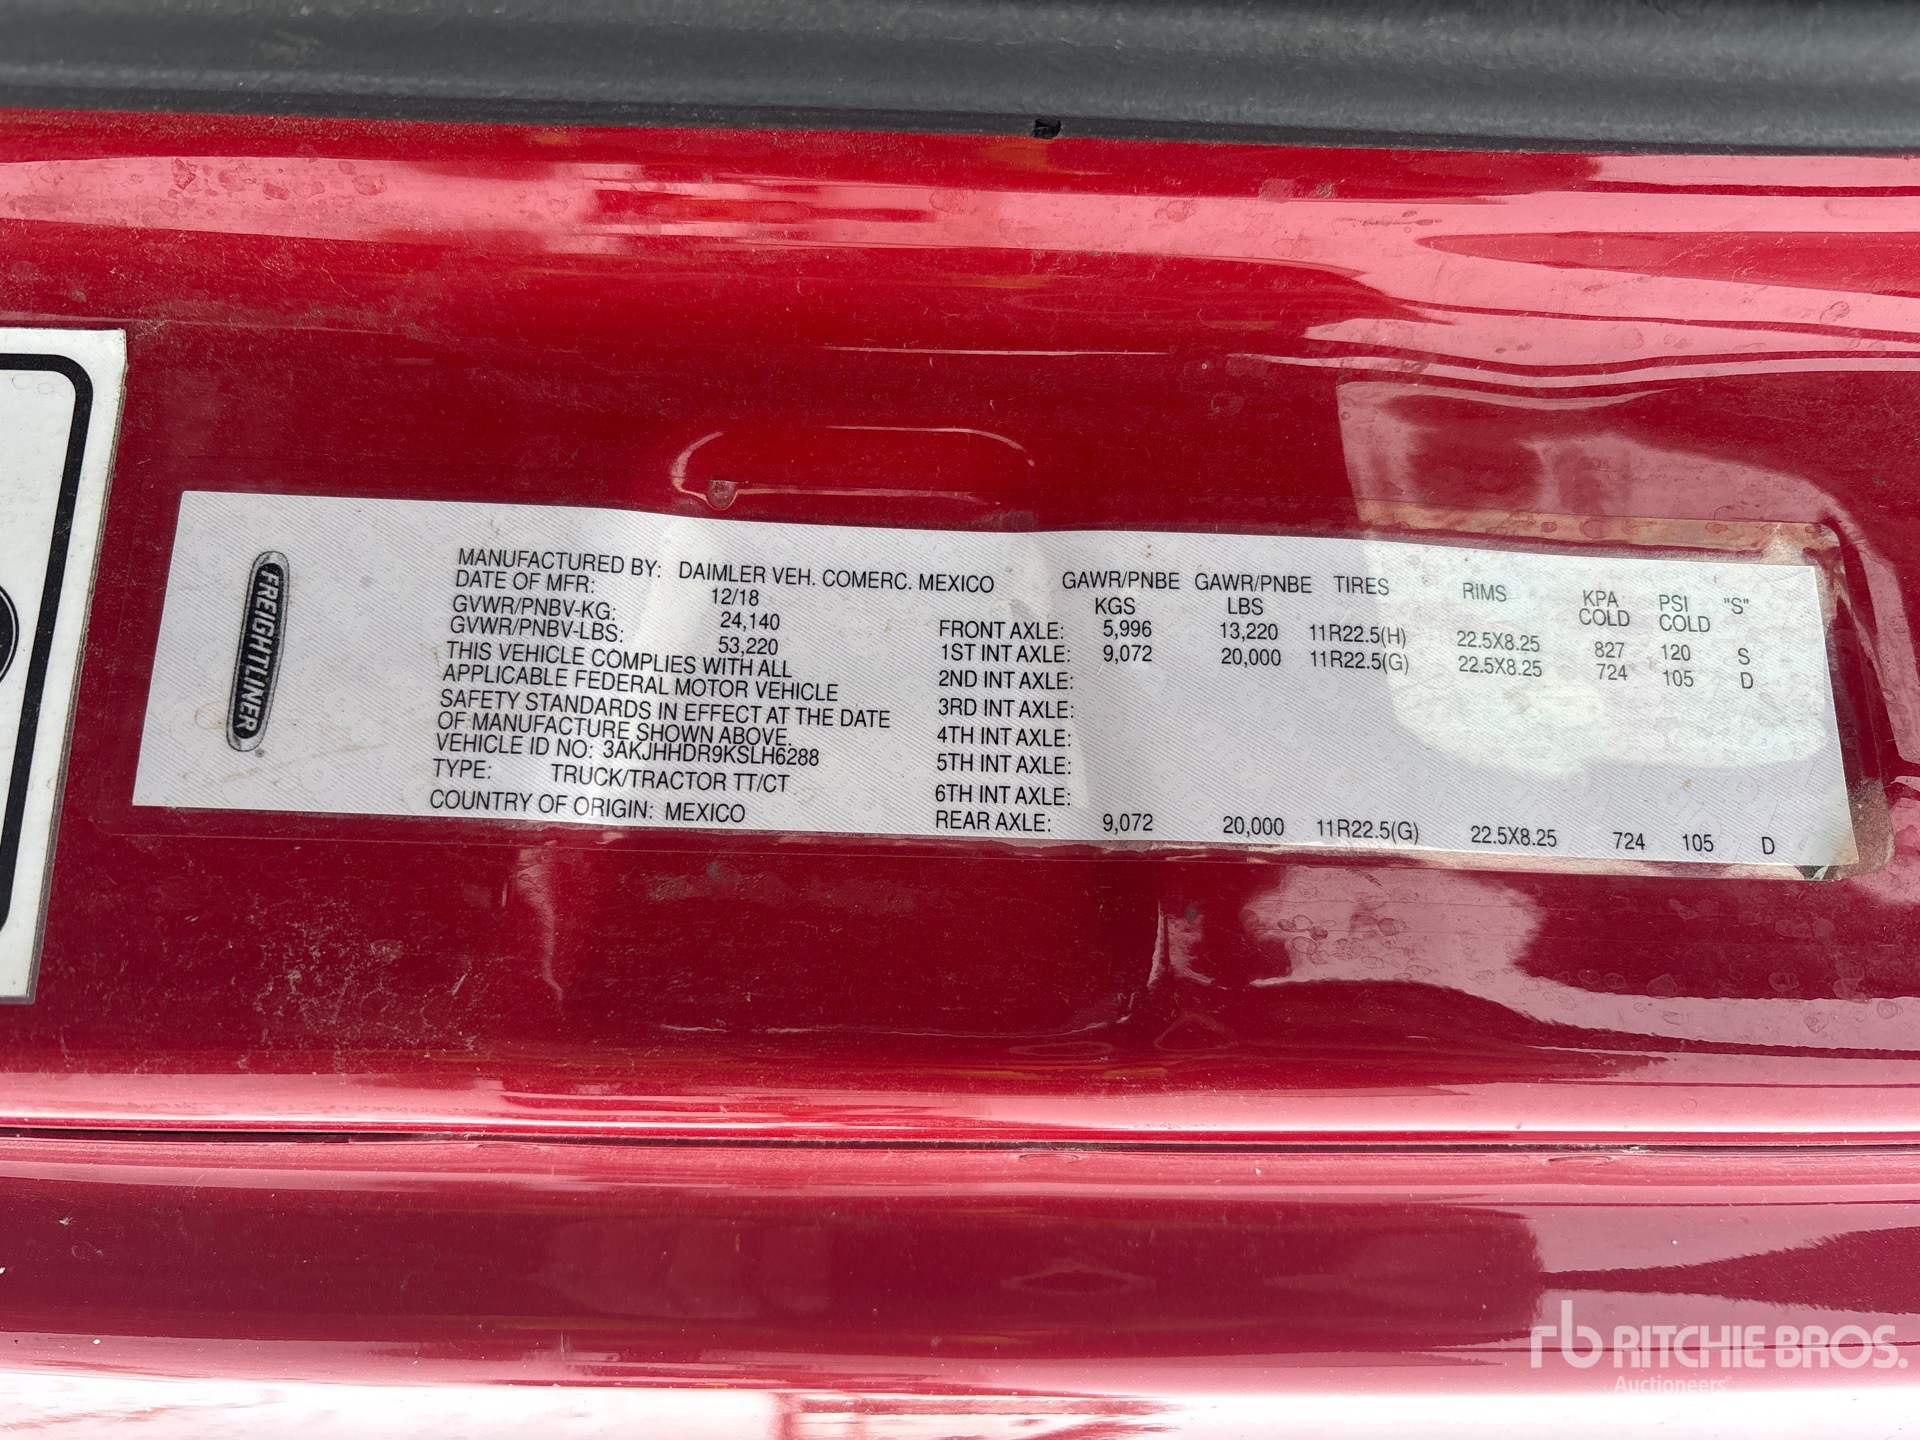 FREIGHTLINER
MANUFACTURED BY: DAIMLER VEH. COMERC. MEXICO
DATE OF MFR: 12/18
GVWR/PNBV-KG: 24,140
GVWR/PNBV-LBS: 53,220
THIS VEHICLE COMPLIES WITH ALL
APPLICABLE FEDERAL MOTOR VEHICLE
SAFETY STANDARDS IN EFFECT AT THE DATE
OF MANUFACTURE SHOWN ABOVE.
VEHICLE ID NO: 3AKJHHDR9KSLH6288
TYPE: TRUCK/TRACTOR TT/CT
COUNTRY OF ORIGIN: MEXICO
GAWR/PNBE GAWR/PNBE TIRES RIMS KPA PSI "S"
KGS LBS COLD COLD
FRONT AXLE: 5,996 13,220 11R22.5(H) 22.5X8.25 827 120 S
1ST INT AXLE: 9,072 20,000 11R22.5(G) 22.5X8.25 724 105 D
2ND INT AXLE:
3RD INT AXLE:
4TH INT AXLE:
5TH INT AXLE:
6TH INT AXLE:
REAR AXLE: 9,072 20,000 11R22.5(G) 22.5X8.25 724 105 D
rb RITCHIE BROS.
Auctioneers